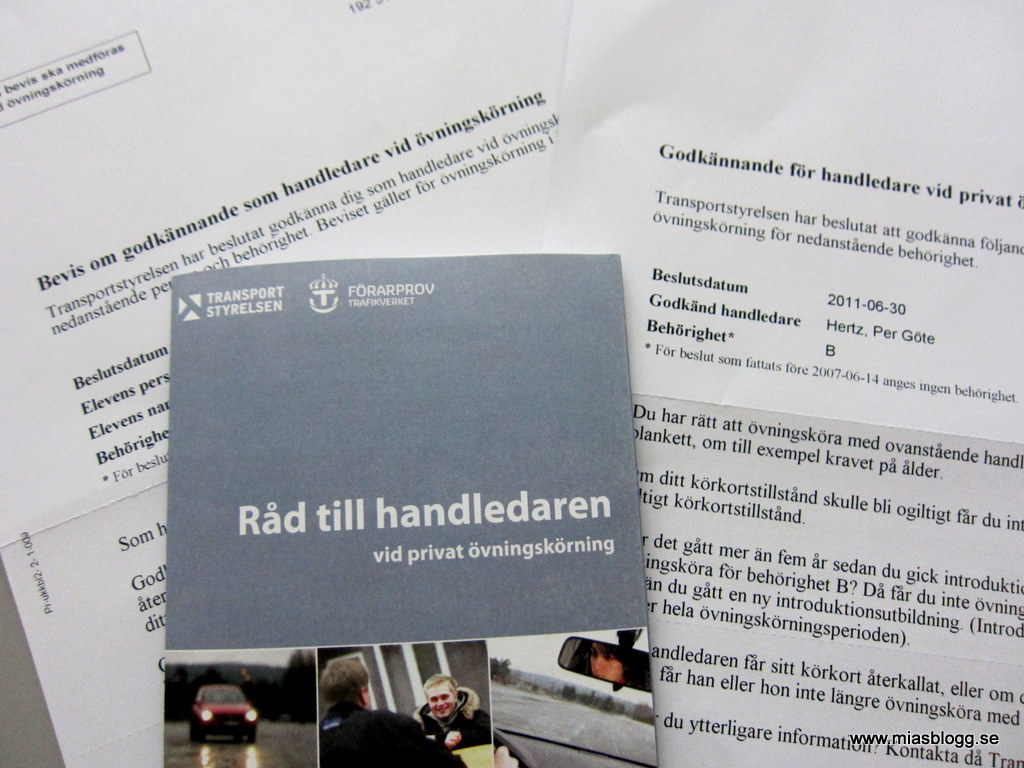 192 5
bevis ska medföras
övningskörning
Bevis om godkännande som handledare vid övningskörning
Transportstyrelsen har beslutat godkänna dig som handledare vid övningsk
nedanstående per och behörighet. Beviset gäller för övningskörning i
Beslutsdatum
Elevens pers
Elevens nam
Behörighe
* För beslu
Som h
Godl
åter
dit
TRANSPORT
STYRELSEN
FÖRARPROV
TRAFIKVERKET
Råd till handledaren
vid privat övningskörning
Godkännande för handledare vid privat ö
Transportstyrelsen har beslutat att godkänna följand
övningskörning för nedanstående behörighet.
Beslutsdatum 2011-06-30
Godkänd handledare Hertz, Per Göte
Behörighet* B
* För beslut som fattats före 2007-06-14 anges ingen behörighet.
Du har rätt att övningsköra med ovanstående handl
blankett, om till exempel kravet på ålder.
m ditt körkortstillstånd skulle bli ogiltigt får du int
ltigt körkortstillstånd.
r det gått mer än fem år sedan du gick introduktio
ingsköra för behörighet B? Då får du inte övning
än du gått en ny introduktionsutbildning. (Introd
r hela övningskörningsperioden).
andledaren får sitt körkort återkallat, eller om
får han eller hon inte längre övningsköra med
du ytterligare information? Kontakta då Tran
www.miasblogg.se